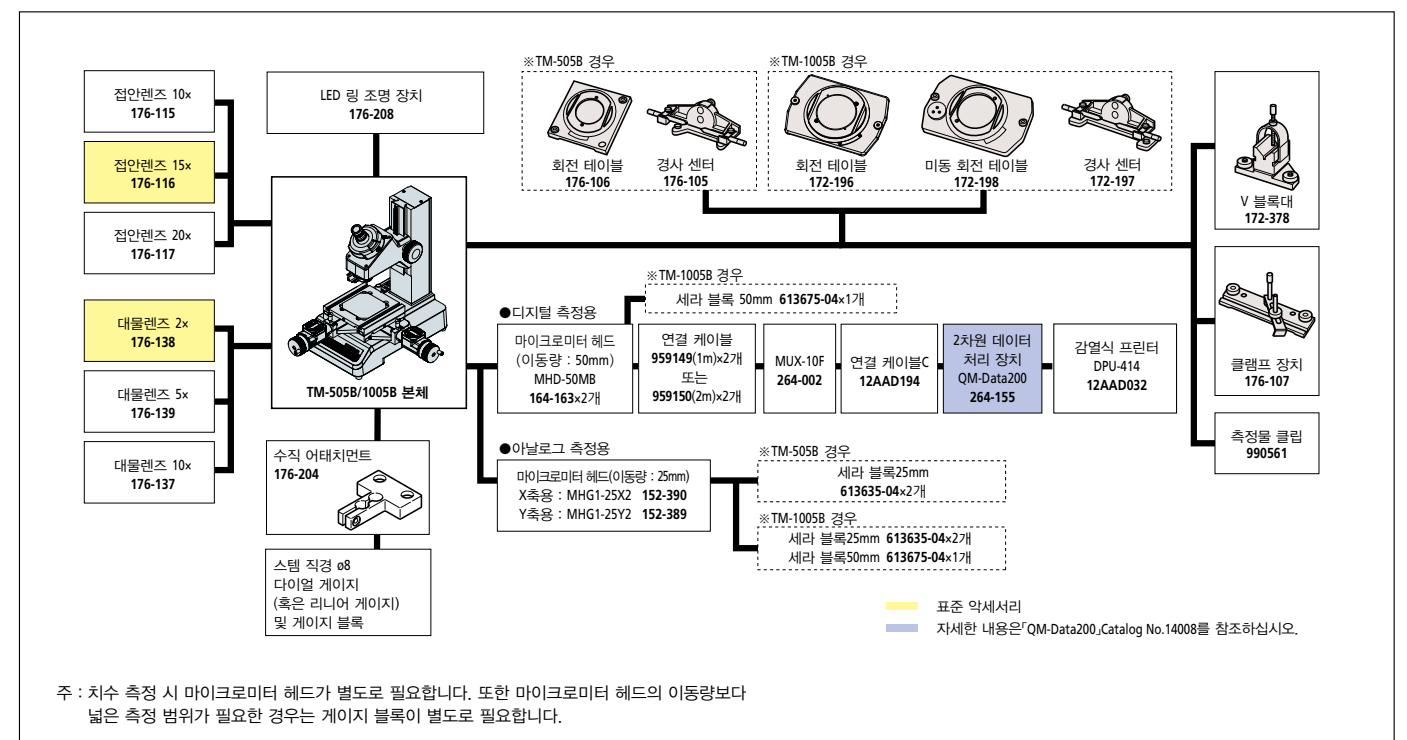 접안렌즈 10×
176-115
접안렌즈 15×
176-116
접안렌즈 20×
176-117
대물렌즈 2×
176-138
대물렌즈 5×
176-139
대물렌즈 10×
176-137
LED 링 조명 장치
176-208
TM-505B/1005B 본체
수직 어태치먼트
176-204
스템 직경 ø8
다이얼 게이지
(혹은 리니어 게이지)
및 게이지 블록
※TM-505B 경우
회전 테이블
176-106
경사 센터
176-105
※TM-1005B 경우
회전 테이블
172-196
미동 회전 테이블
172-198
경사 센터
172-197
V 블록대
172-378
클램프 장치
176-107
측정물 클립
990561
※TM-1005B 경우
세라 블록 50mm 613675-04×1개
●디지털 측정용
마이크로미터 헤드
(이동량 : 50mm)
MHD-50MB
164-163×2개
연결 케이블
959149(1m)×2개
또는
959150(2m)×2개
MUX-10F
264-002
연결 케이블C
12AAD194
2차원 데이터
처리 장치
QM-Data200
264-155
감열식 프린터
DPU-414
12AAD032
●아날로그 측정용
마이크로미터 헤드(이동량 : 25mm)
X축용 : MHG1-25X2 152-390
Y축용 : MHG1-25Y2 152-389
※TM-505B 경우
세라 블록25mm
613635-04×2개
※TM-1005B 경우
세라 블록25mm 613635-04×2개
세라 블록50mm 613675-04×1개
표준 악세서리
자세한 내용은「QM-Data200」Catalog No.14008를 참조하십시오.
주 : 치수 측정 시 마이크로미터 헤드가 별도로 필요합니다. 또한 마이크로미터 헤드의 이동량보다
넓은 측정 범위가 필요한 경우는 게이지 블록이 별도로 필요합니다.